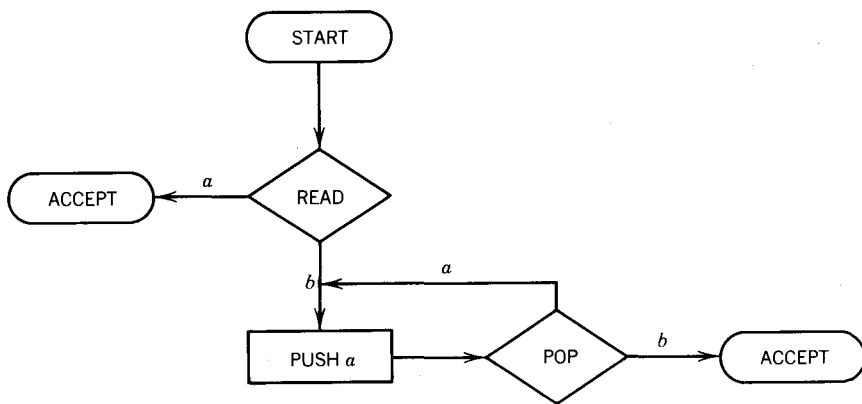 START
a
ACCEPT
READ
a
b
PUSH a
POP
b
ACCEPT